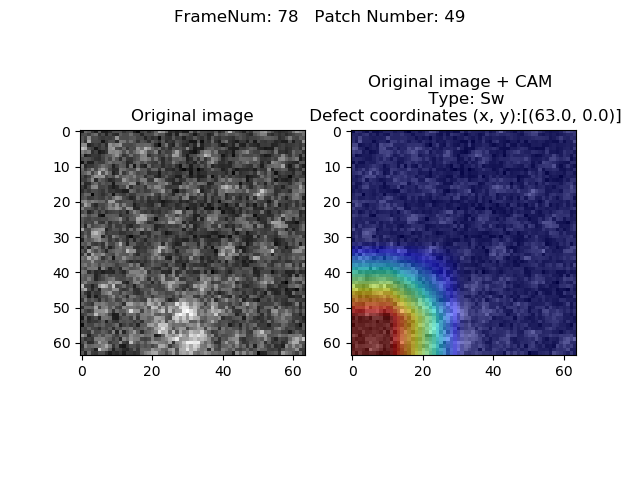 FrameNum: 78   Patch Number: 49
Original image
Original image + CAM
Type: Sw
Defect coordinates (x, y):[(63.0, 0.0)]
0
10
20
30
40
50
60
0 20 40 60
0
10
20
30
40
50
60
0 20 40 60